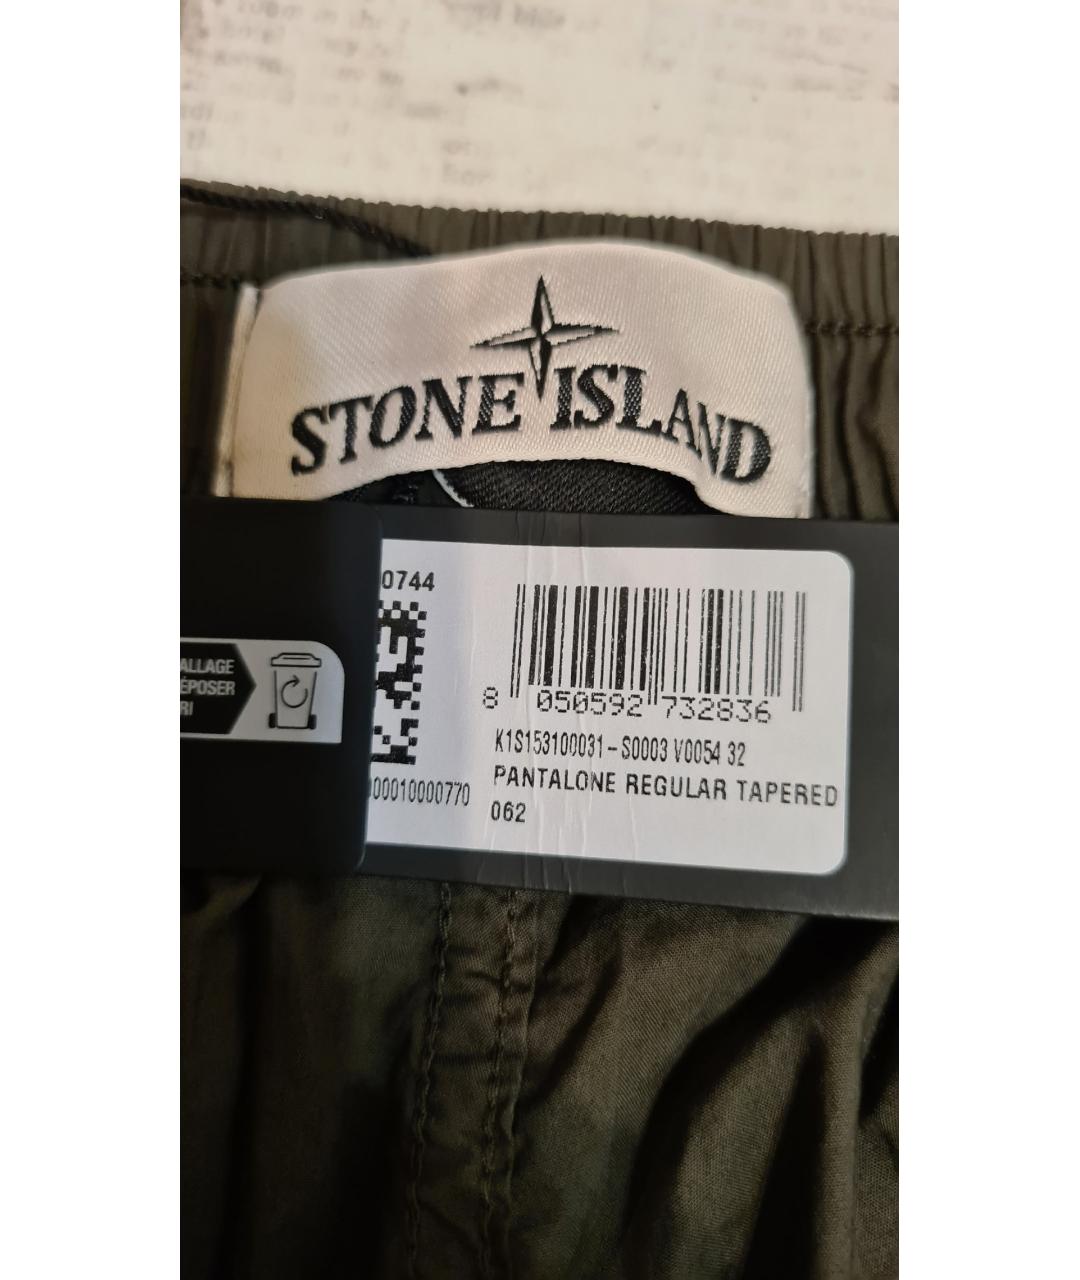 STONE ISLAND
0744
ALLAGE
ÉPOSER
RI
8 050592 732836
K1S153100031-S0003 V0054 32
00010000770
PANTALONE REGULAR TAPERED
062